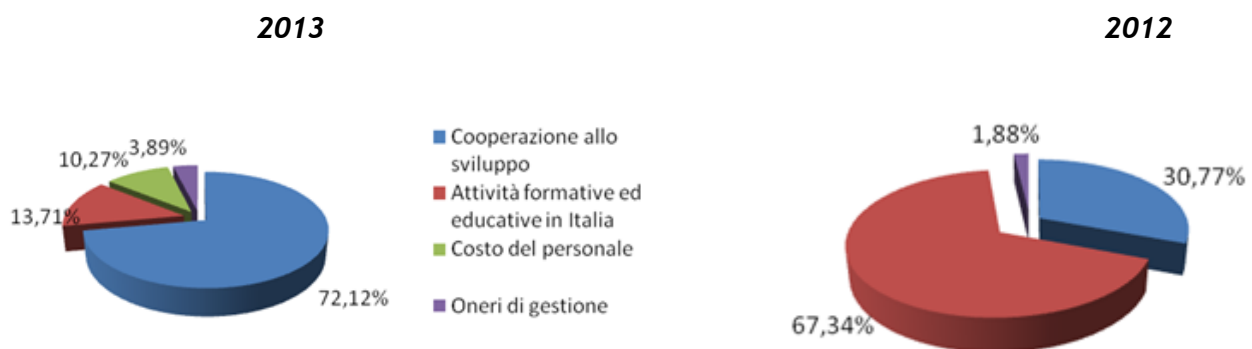 2013
2012
3,89%
10,27%
13,71%
72,12%
Cooperazione allo
sviluppo
Attività formative ed
educative in Italia
Costo del personale
Oneri di gestione
1,88%
30,77%
67,34%